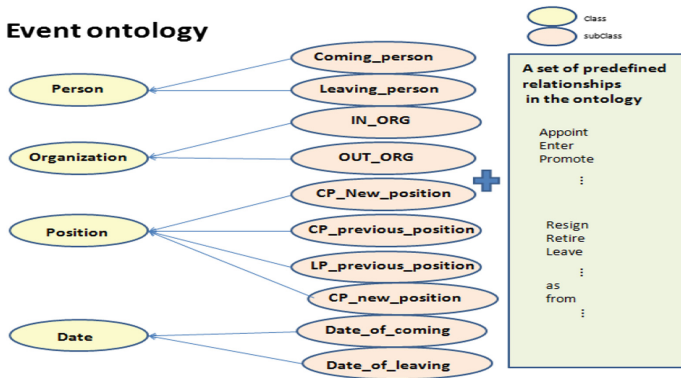 Event ontology
Class
subClass
Person
Organization
Position
Date
Coming_person
Leaving_person
IN_ORG
OUT_ORG
CP_New_position
CP_previous_position
LP_previous_position
CP_new_position
Date_of_coming
Date_of_leaving
A set of predefined
relationships
in the ontology
Appoint
Enter
Promote
⋮
Resign
Retire
Leave
⋮
as
from
⋮